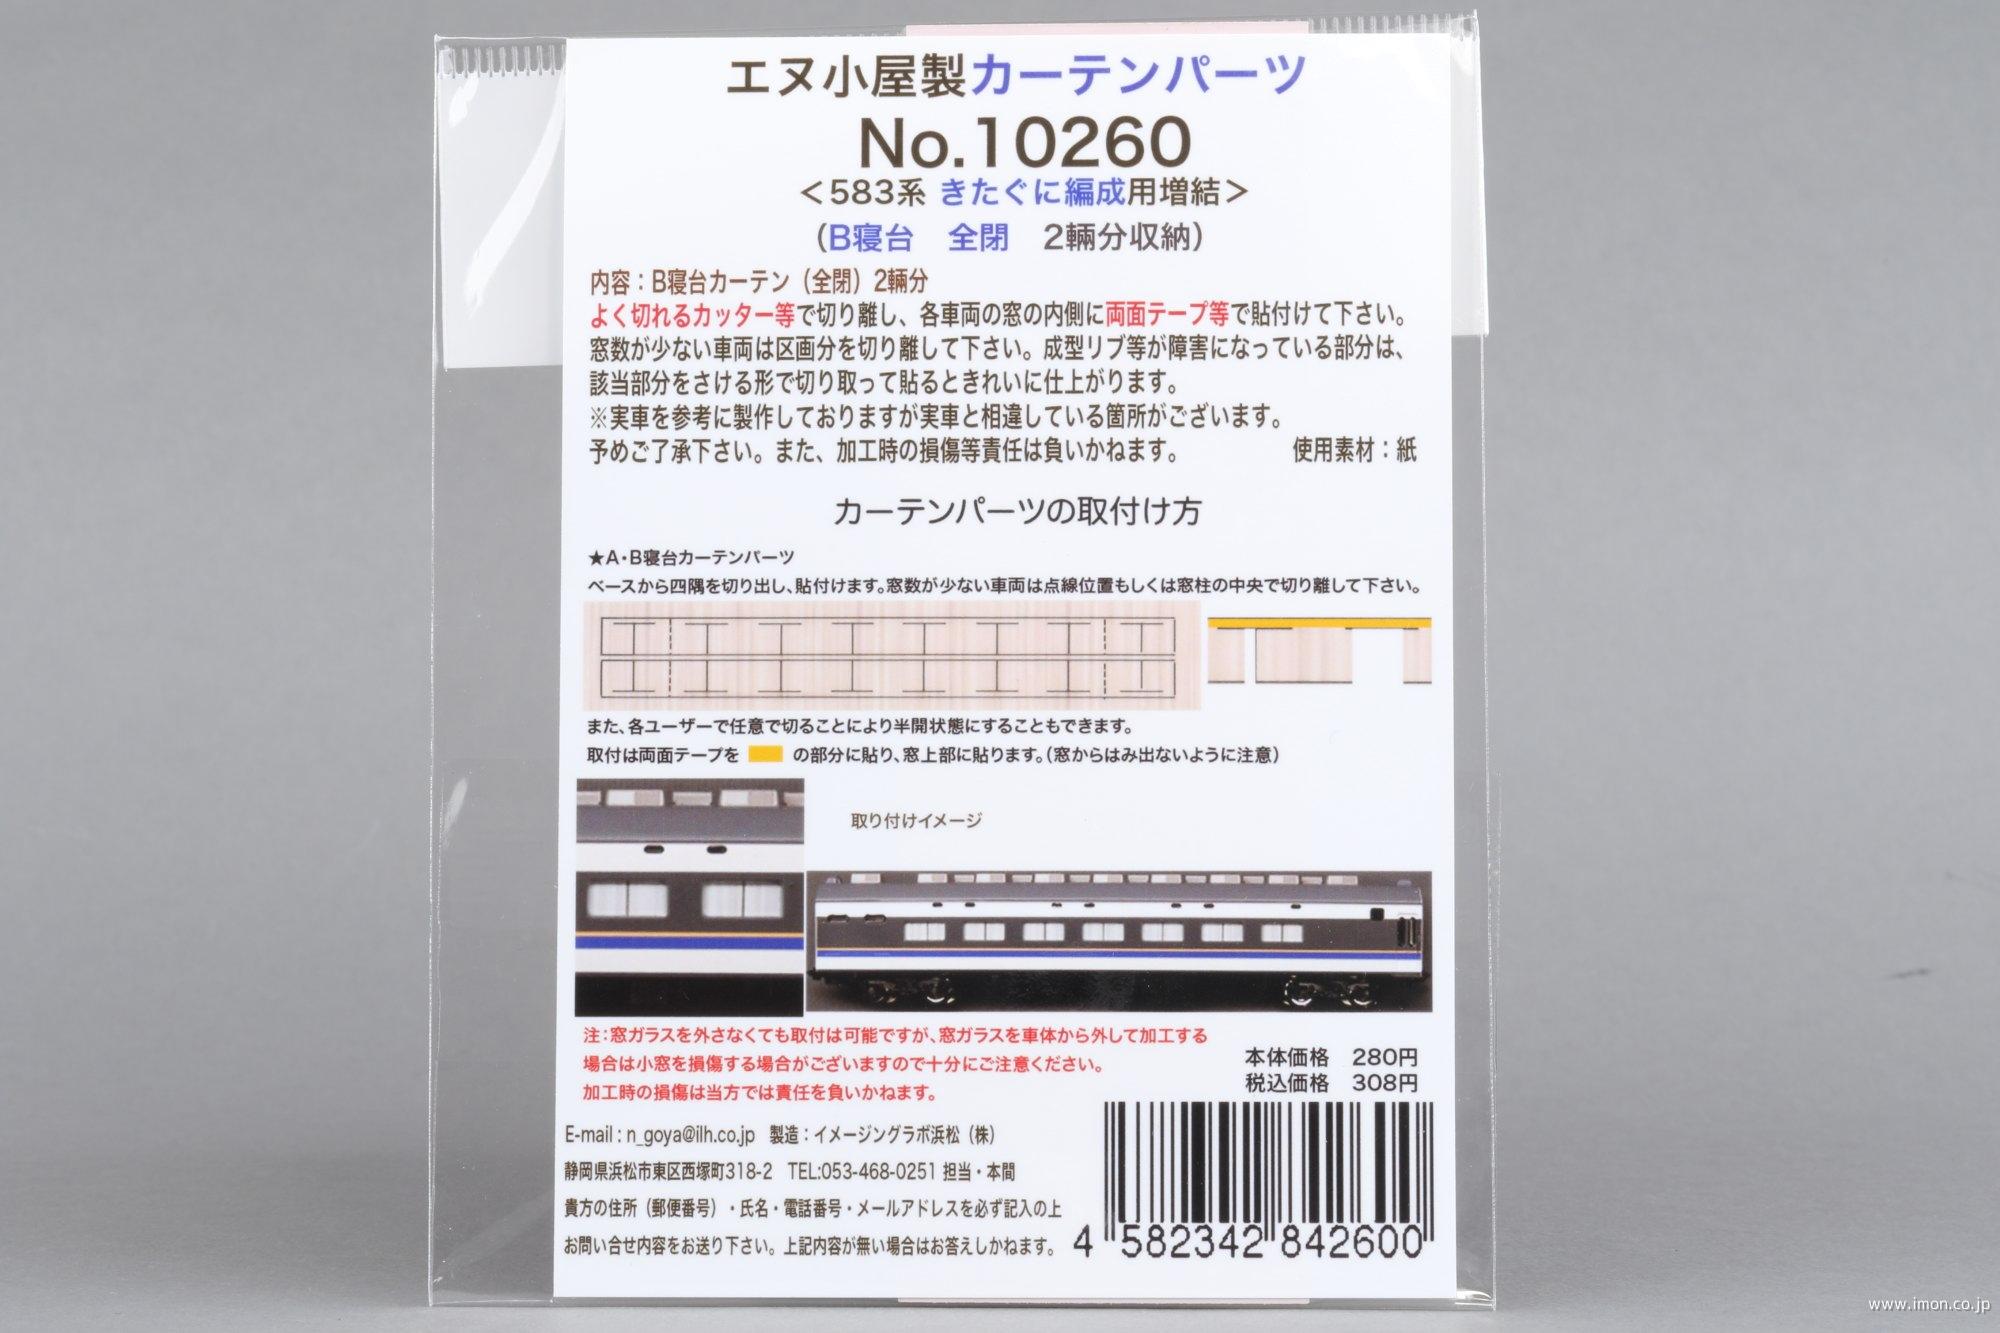 エヌ小屋製カーテンパーツ
No.10260
＜583系 きたぐに編成用増結＞
（B寝台　全閉　2輛分収納）
内容：B寝台カーテン（全閉）2輛分
よく切れるカッター等で切り離し、各車両の窓の内側に両面テープ等で貼付けて下さい。
窓数が少ない車両は区画分を切り離して下さい。成型リブ等が障害になっている部分は、
該当部分をさける形で切り取って貼るときれいに仕上がります。
※実車を参考に製作しておりますが実車と相違している箇所がございます。
予めご了承下さい。また、加工時の損傷等責任は負いかねます。　使用素材：紙
カーテンパーツの取付け方
★A・B寝台カーテンパーツ
ベースから四隅を切り出し、貼付けます。窓数が少ない車両は点線位置もしくは窓柱の中央で切り離して下さい。
また、各ユーザーで任意で切ることにより半開状態にすることもできます。
取付は両面テープを　の部分に貼り、窓上部に貼ります。（窓からはみ出ないように注意）
取り付けイメージ
注：窓ガラスを外さなくても取付は可能ですが、窓ガラスを車体から外して加工する
場合は小窓を損傷する場合がございますので十分にご注意ください。
加工時の損傷は当方では責任を負いかねます。
本体価格　280円
税込価格　308円
E-mail : n_goya@ilh.co.jp　製造：イメージングラボ浜松（株）
静岡県浜松市東区西塚町318-2　TEL:053-468-0251 担当・本間
貴方の住所（郵便番号）・氏名・電話番号・メールアドレスを必ず記入の上
お問い合せ内容をお送り下さい。上記内容が無い場合はお答えしかねます。
4 582342 842600
www.imon.co.jp